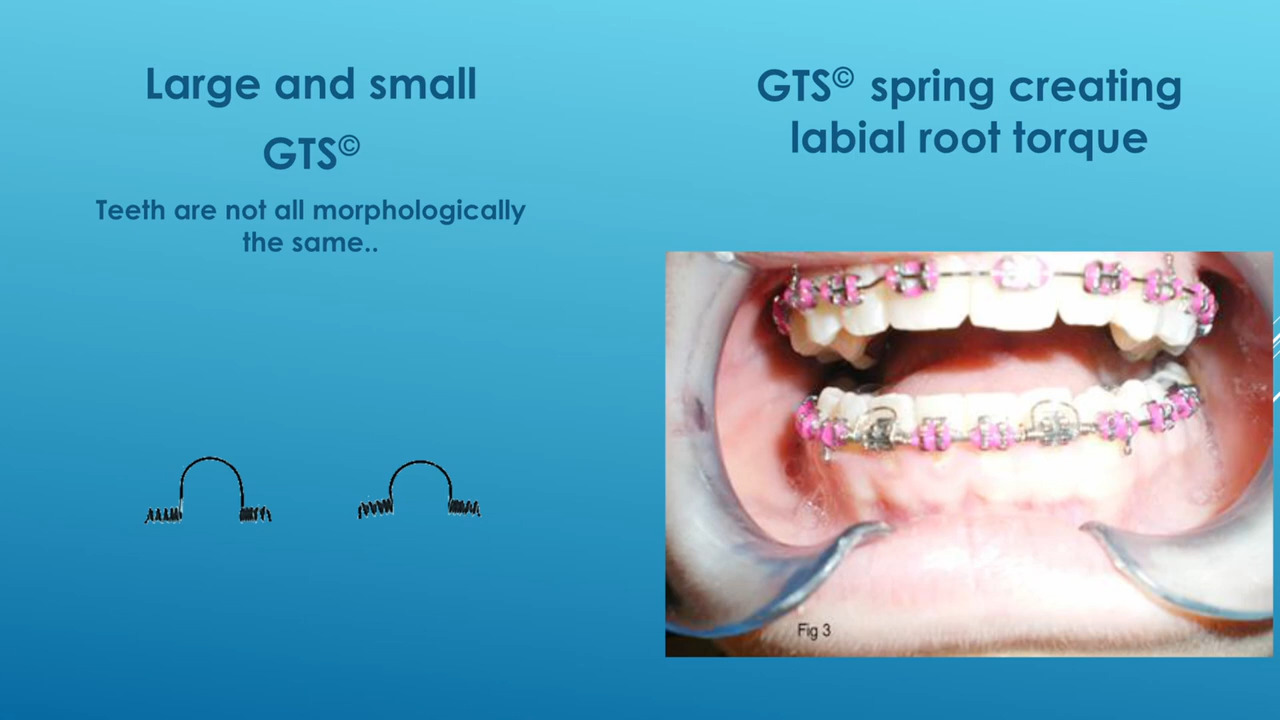 Large and small
GTS©
Teeth are not all morphologically
the same..
GTS© spring creating
labial root torque
Fig 3